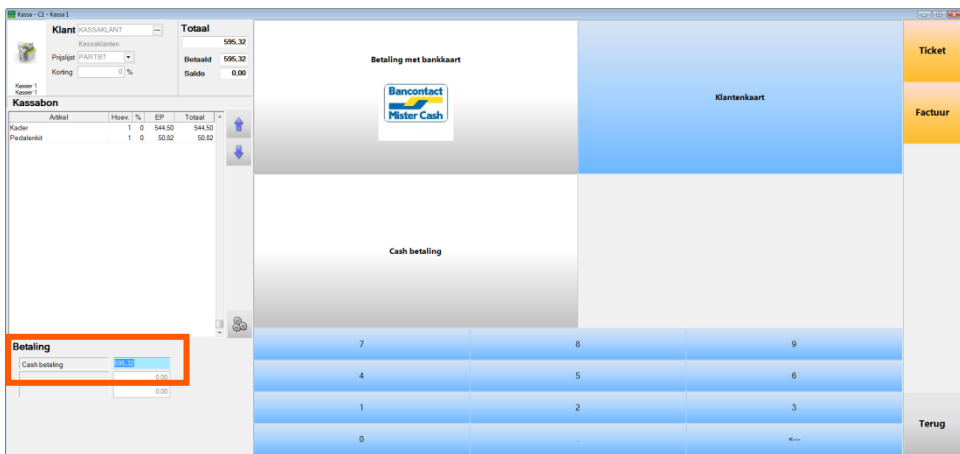 Kassa - C1 - Kassa 1
Klant KASSAKLANT ...
Kassaklanten
Prijslijst PARTBT
Korting 0 %
Kassier 1
Kassier 1
Totaal
595,32
Betaald 595,32
Saldo 0,00
Kassabon
Artikel Hoev. % EP Totaal
Kader 1 0 544,50 544,50
Pedalenkit 1 0 50,82 50,82
Betaling
Cash betaling 595,32
0,00
0,00
Betaling met bankkaart
Bancontact
Mister Cash
Klantenkaart
Cash betaling
7 8 9
4 5 6
1 2 3
0 . <---
Ticket
Factuur
Terug